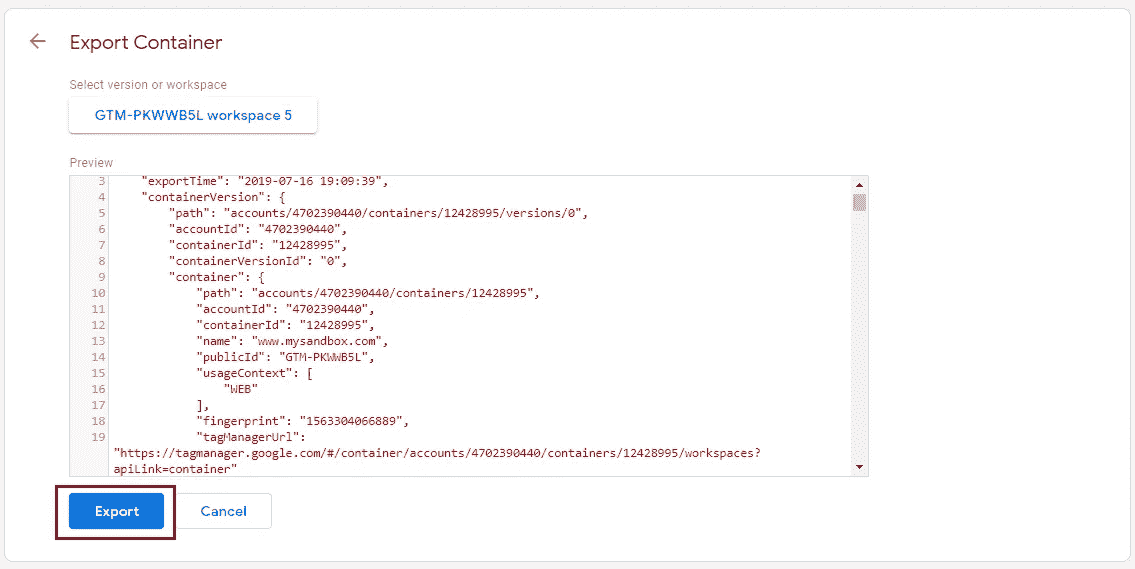 Export Container
Select version or workspace
GTM-PKWWB5L workspace 5
Preview
3 "exportTime": "2019-07-16 19:09:39",
4 "containerVersion": {
5 "path": "accounts/4702390440/containers/12428995/versions/0",
6 "accountId": "4702390440",
7 "containerId": "12428995",
8 "containerVersionId": "0",
9 "container": {
10 "path": "accounts/4702390440/containers/12428995",
11 "accountId": "4702390440",
12 "containerId": "12428995",
13 "name": "www.mysandbox.com",
14 "publicId": "GTM-PKWWB5L",
15 "usageContext": [
16 "WEB"
17 ],
18 "fingerprint": "1563304066889",
19 "tagManagerUrl":
"https://tagmanager.google.com/#/container/accounts/4702390440/containers/12428995/workspaces?
apiLink=container"
Export Cancel